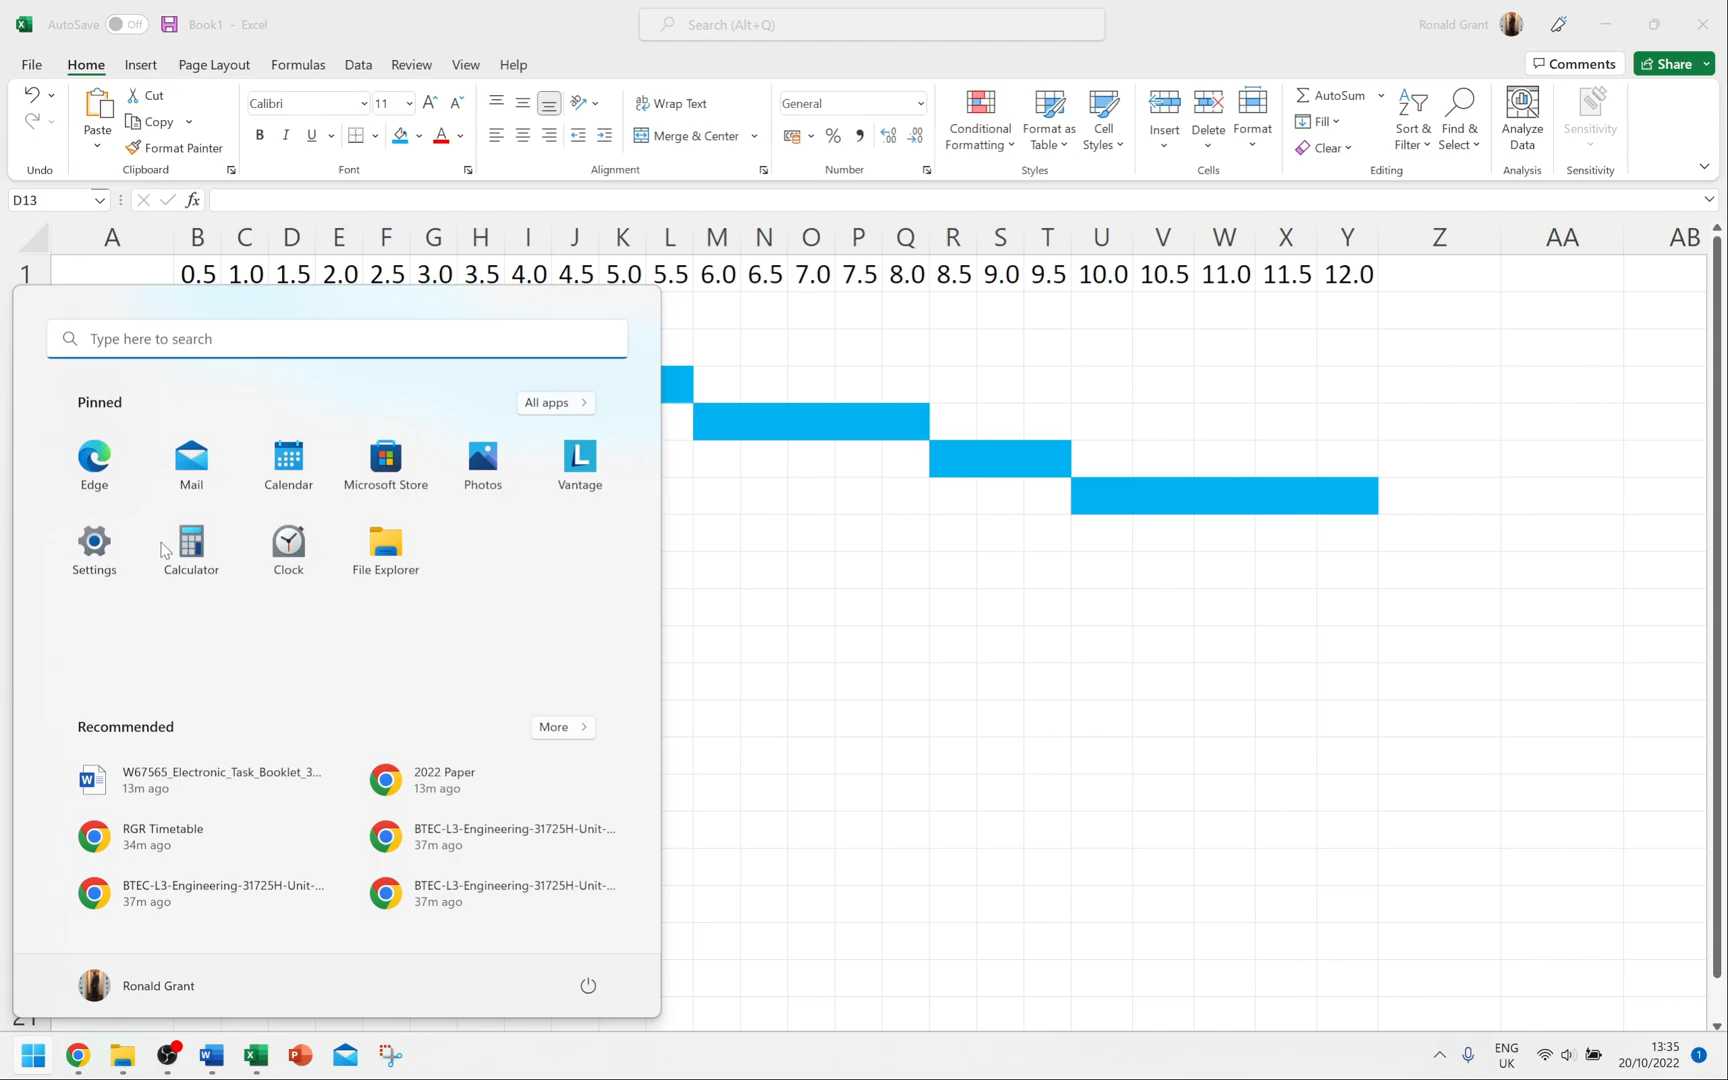 AutoSave Off Book1 - Excel Search (Alt+Q) Ronald Grant
File Home Insert Page Layout Formulas Data Review View Help Comments Share
Cut
Copy
Format Painter
Paste
Undo Clipboard
Calibri 11
B I U
Font
Wrap Text
Merge & Center
Alignment
General
Number
Conditional Formatting
Format as Table
Cell Styles
Styles
Insert Delete Format
Cells
AutoSum
Fill
Clear
Sort & Filter
Find & Select
Editing
Analyze Data
Analysis
Sensitivity
Sensitivity
D13 fx
A B C D E F G H I J K L M N O P Q R S T U V W X Y Z AA AB
1 0.5 1.0 1.5 2.0 2.5 3.0 3.5 4.0 4.5 5.0 5.5 6.0 6.5 7.0 7.5 8.0 8.5 9.0 9.5 10.0 10.5 11.0 11.5 12.0
Type here to search
Pinned All apps
Edge Mail Calendar Microsoft Store Photos Vantage
Settings Calculator Clock File Explorer
Recommended More
W67565_Electronic_Task_Booklet_3...
13m ago
2022 Paper
13m ago
RGR Timetable
34m ago
BTEC-L3-Engineering-31725H-Unit-...
37m ago
BTEC-L3-Engineering-31725H-Unit-...
37m ago
BTEC-L3-Engineering-31725H-Unit-...
37m ago
Ronald Grant
ENG
UK
13:35
20/10/2022
1